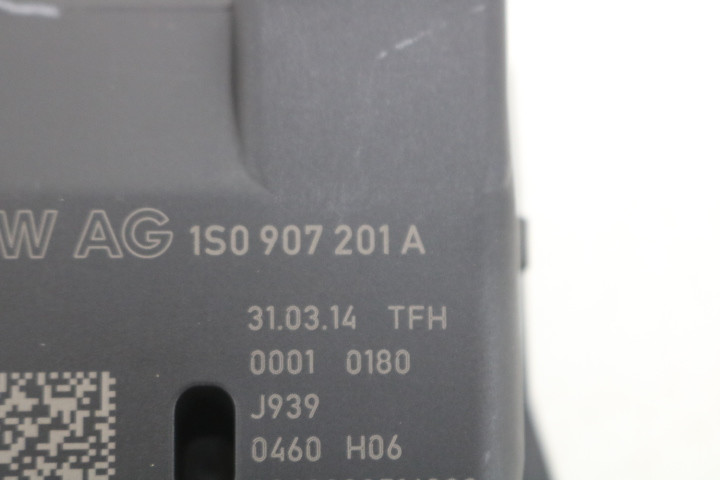 W AG 1S0 907 201 A
31.03.14 TFH
0001 0180
J939
0460 H06